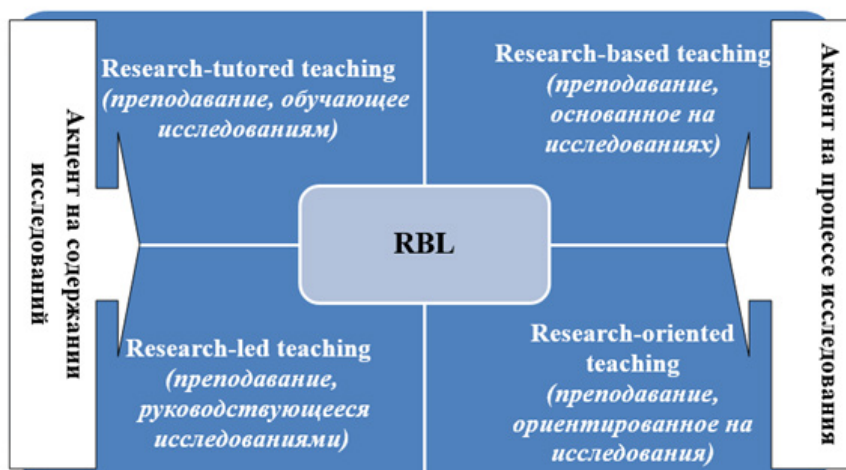 Акцент на содержании
исследований
Research-tutored teaching
(преподавание, обучающее
исследованиям)
Research-based teaching
(преподавание,
основанное на
исследованиях)
RBL
Research-led teaching
(преподавание,
руководствующееся
исследованиями)
Research-oriented
teaching
(преподавание,
ориентированное на
исследования)
Акцент на процессе исследования